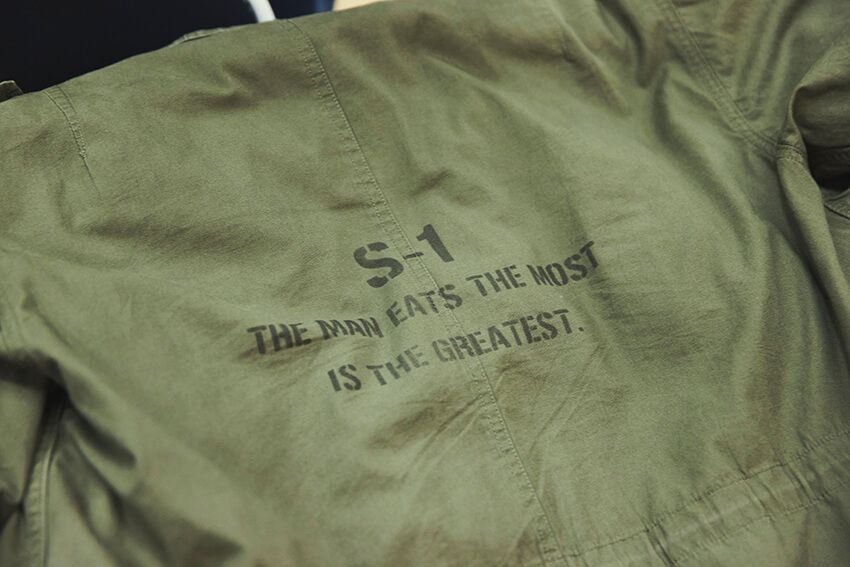 S-1
THE MAN EATS THE MOST
IS THE GREATEST.